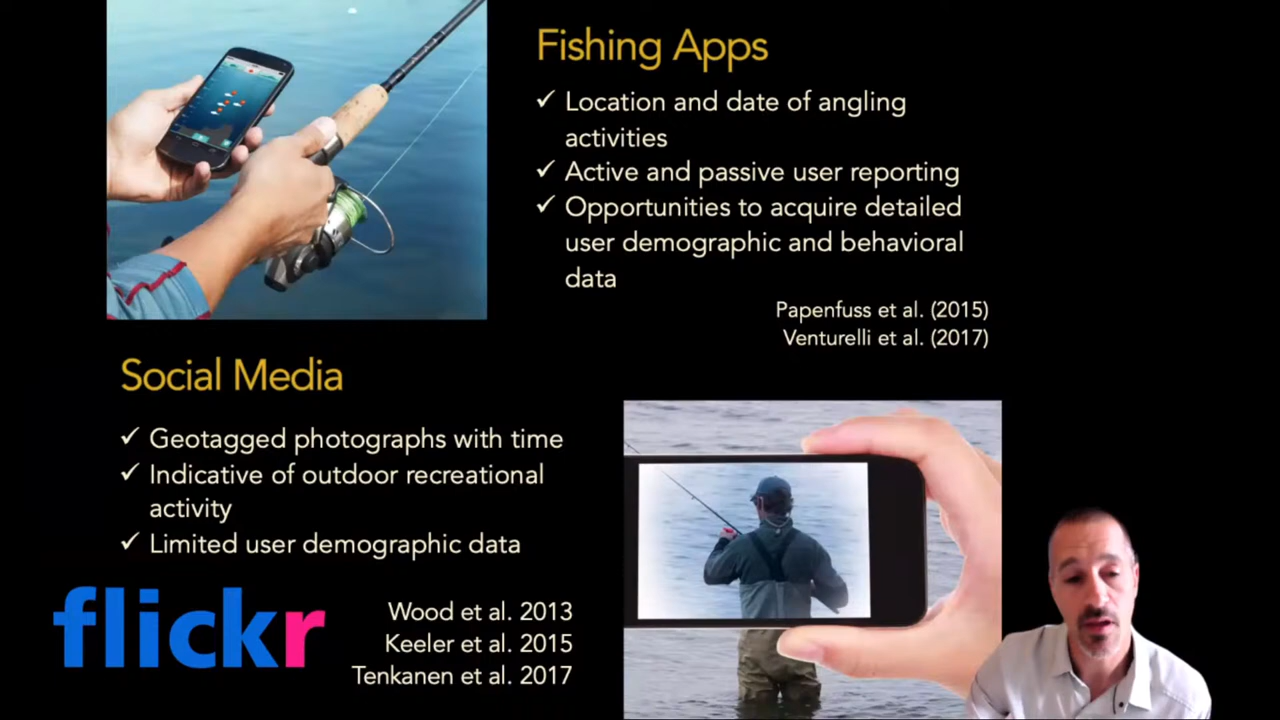 Fishing Apps
✓ Location and date of angling
activities
✓ Active and passive user reporting
✓ Opportunities to acquire detailed
user demographic and behavioral
data
Papenfuss et al. (2015)
Venturelli et al. (2017)
Social Media
✓ Geotagged photographs with time
✓ Indicative of outdoor recreational
activity
✓ Limited user demographic data
flickr
Wood et al. 2013
Keeler et al. 2015
Tenkanen et al. 2017